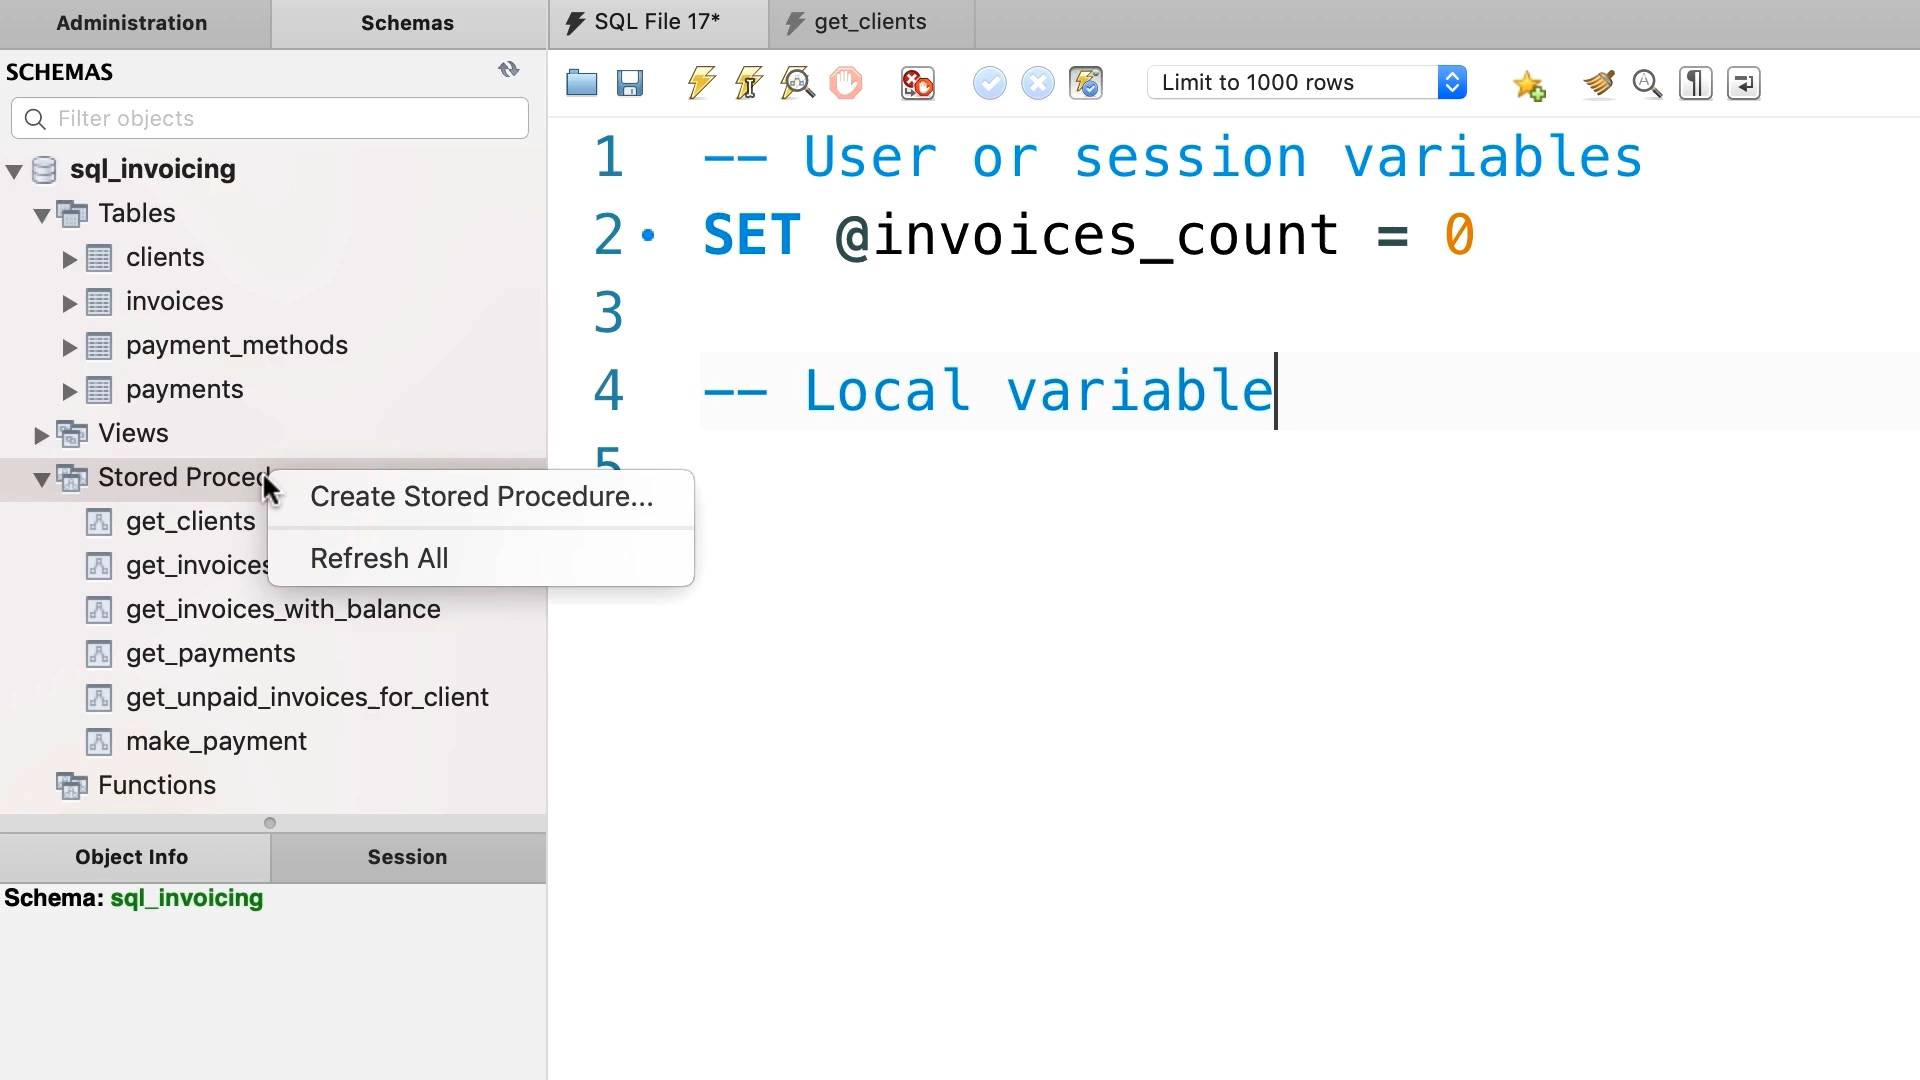 Administration
Schemas
SQL File 17*
get_clients
SCHEMAS
Limit to 1000 rows
Filter objects
sql_invoicing
Tables
clients
invoices
payment_methods
payments
Views
Stored Proced
get_clients
get_invoices
get_invoices_with_balance
get_payments
get_unpaid_invoices_for_client
make_payment
Functions
Create Stored Procedure...
Refresh All
1 -- User or session variables
2 SET @invoices_count = 0
3
4 -- Local variable
5
Object Info
Session
Schema: sql_invoicing